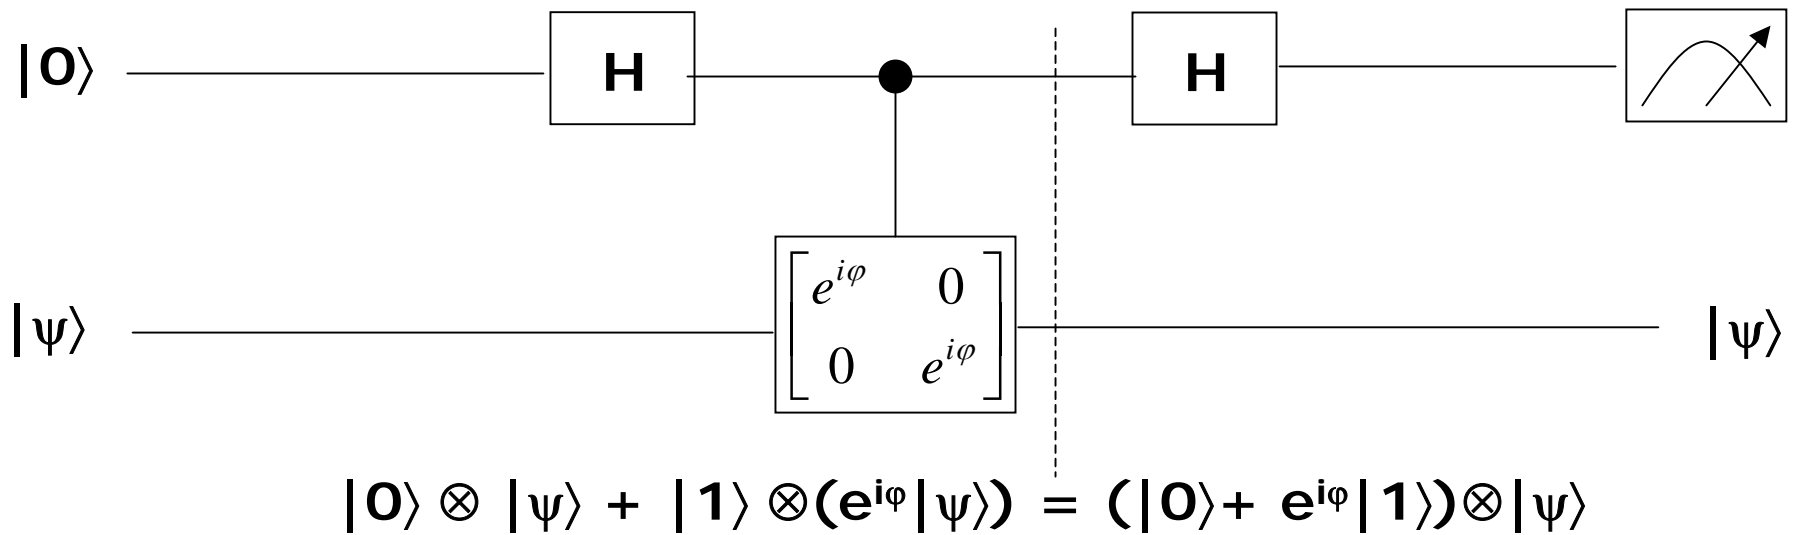 |0⟩ H H
|ψ⟩ e^{iφ} 0 |ψ⟩
0 e^{iφ}
|0⟩ ⊗ |ψ⟩ + |1⟩ ⊗(e^{iφ}|ψ⟩) = (|0⟩+ e^{iφ}|1⟩)⊗|ψ⟩